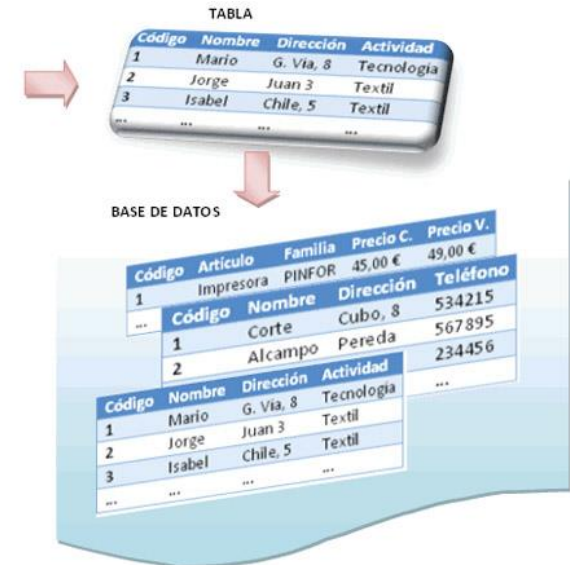 TABLA
Código Nombre Dirección Actividad
1 Mario G. Vía, 8 Tecnología
2 Jorge Juan 3 Textil
3 Isabel Chile, 5 Textil
... ... ... ...
BASE DE DATOS
Código Artículo Familia Precio C. Precio V.
1 Impresora PINFOR 45,00 € 49,00 €
...
Código Nombre Dirección Teléfono
1 Corte Cubo, 8 534215
2 Alcampo Pereda 567895
234456
...
Código Nombre Dirección Actividad
1 Mario G. Vía, 8 Tecnología
2 Jorge Juan 3 Textil
3 Isabel Chile, 5 Textil
... ... ... ...